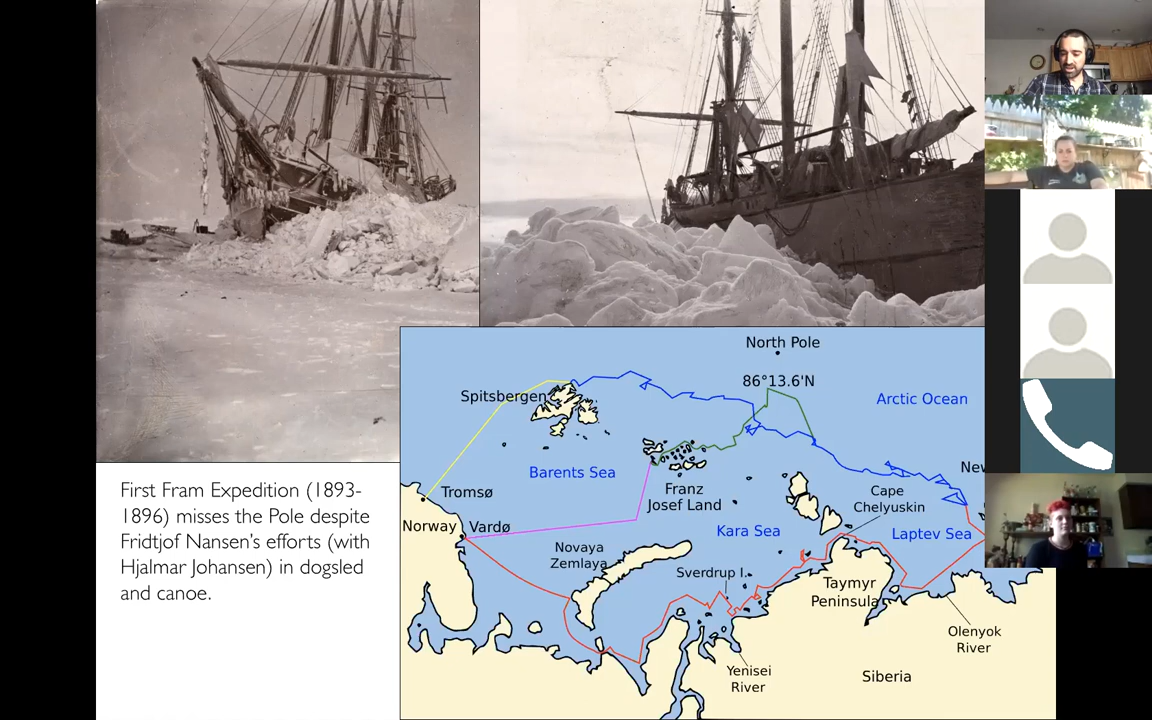 First Fram Expedition (1893-
1896) misses the Pole despite
Fridtjof Nansen's efforts (with
Hjalmar Johansen) in dogsled
and canoe.
North Pole
86°13.6'N
Spitsbergen
Arctic Ocean
Barents Sea
Franz
Josef Land
Tromsø
Norway
Vardø
Kara Sea
Cape
Chelyuskin
Laptev Sea
Novaya
Zemlaya
Sverdrup I.
Taymyr
Peninsula
Olenyok
River
Yenisei
River
Siberia